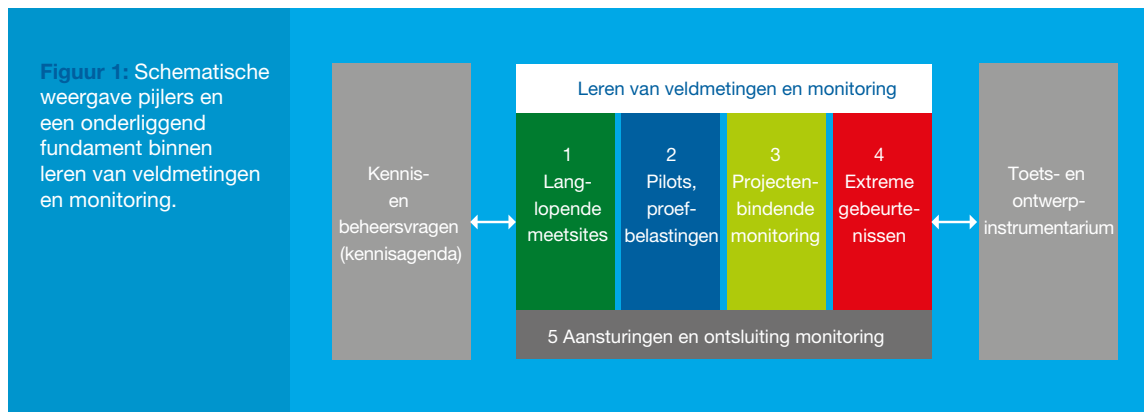 Figuur 1: Schematische
weergave pijlers en
een onderliggend
fundament binnen
leren van veldmetingen
en monitoring.
Kennis-
en
beheersvragen
(kennisagenda)
Leren van veldmetingen en monitoring
1
Lang-
lopende
meetsites
2
Pilots,
proef-
belastingen
3
Projecten-
bindende
monitoring
4
Extreme
gebeurte-
nissen
5 Aansturingen en ontsluiting monitoring
Toets- en
ontwerp-
instrumentarium